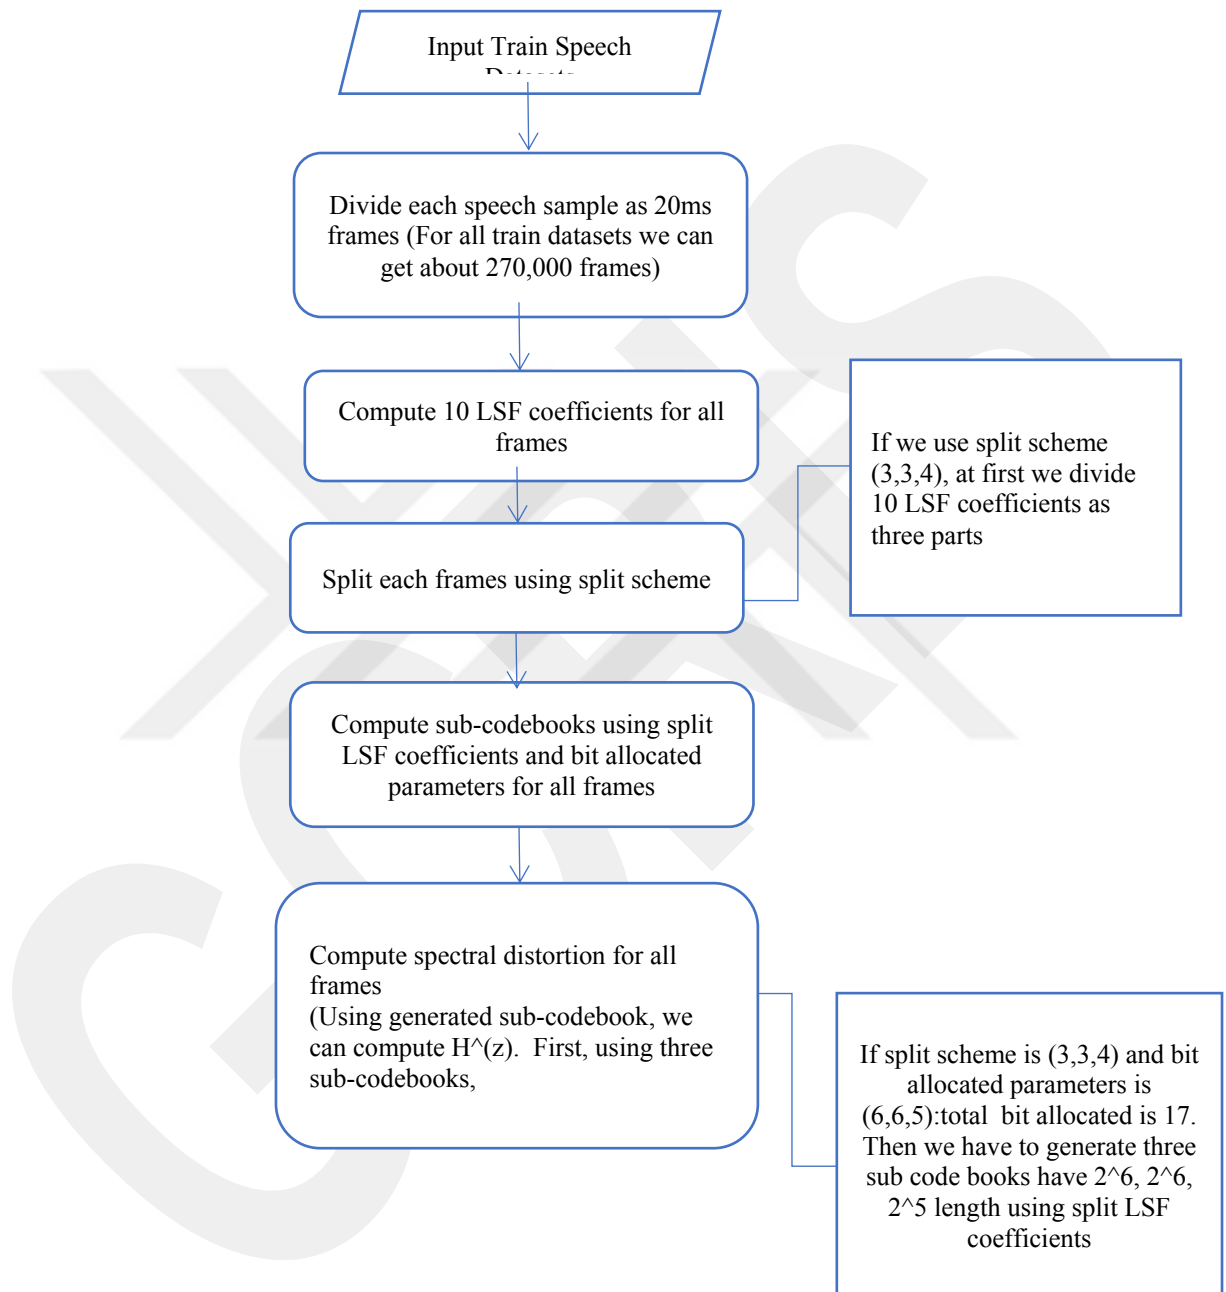 Input Train Speech
Divide each speech sample as 20ms
frames (For all train datasets we can
get about 270,000 frames)
Compute 10 LSF coefficients for all
frames
If we use split scheme
(3,3,4), at first we divide
10 LSF coefficients as
three parts
Split each frames using split scheme
Compute sub-codebooks using split
LSF coefficients and bit allocated
parameters for all frames
Compute spectral distortion for all
frames
(Using generated sub-codebook, we
can compute H^(z).  First, using three
sub-codebooks,
If split scheme is (3,3,4) and bit
allocated parameters is
(6,6,5):total  bit allocated is 17.
Then we have to generate three
sub code books have 2^6, 2^6,
2^5 length using split LSF
coefficients